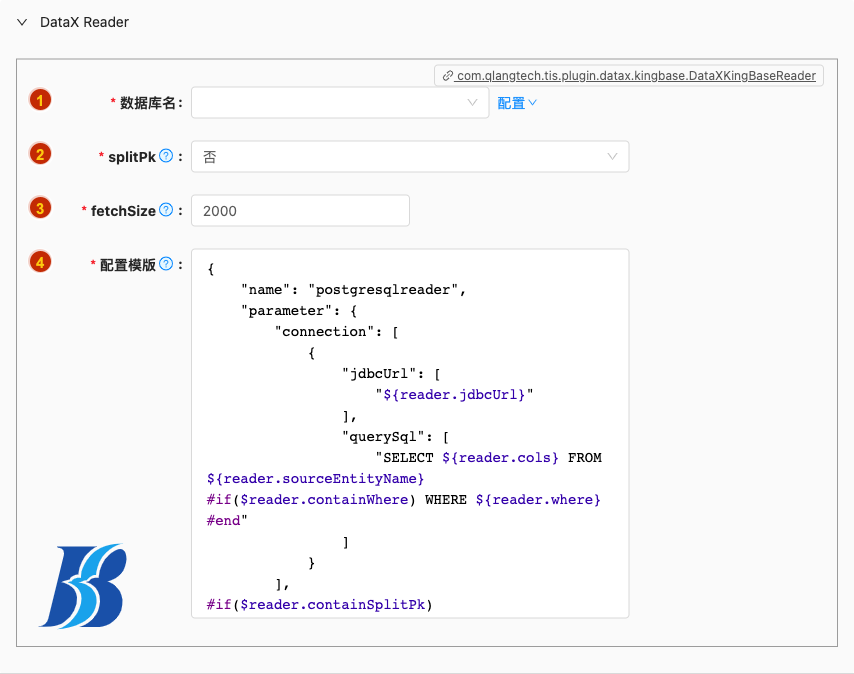 DataX Reader
com.qlangtech.tis.plugin.datax.kingbase.DataXKingBaseReader
1 * 数据库名: 配置
2 * splitPk ? : 否
3 * fetchSize ? : 2000
4 * 配置模版 ? :
{
    "name": "postgresqlreader",
    "parameter": {
        "connection": [
            {
                "jdbcUrl": [
                    "${reader.jdbcUrl}"
                ],
                "querySql": [
                    "SELECT ${reader.cols} FROM
${reader.sourceEntityName}
#if($reader.containWhere) WHERE ${reader.where}
#end"
                ]
            }
        ],
#if($reader.containSplitPk)